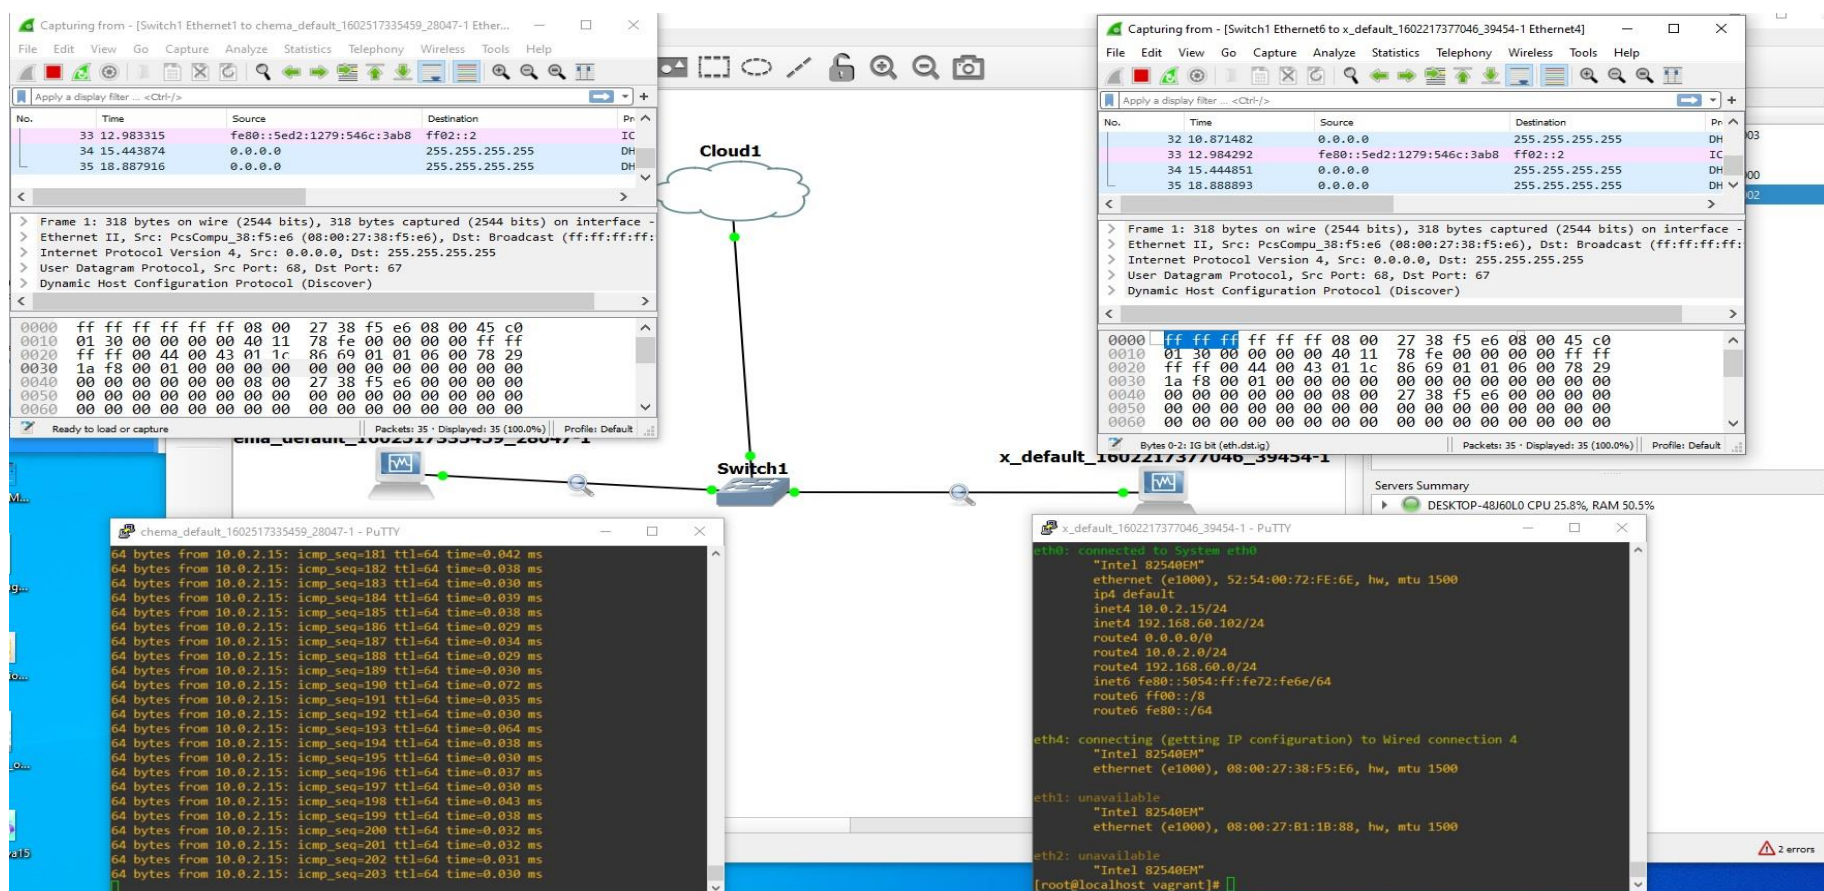 Capturing from - [Switch1 Ethernet1 to chema_default_1602517335459_28047-1 Ether...
File Edit View Go Capture Analyze Statistics Telephony Wireless Tools Help
Apply a display filter ... <Ctrl-/>
No. Time Source Destination Pr
33 12.983315 fe80::5ed2:1279:546c:3ab8 ff02::2 IC
34 15.443874 0.0.0.0 255.255.255.255 DH
35 18.887916 0.0.0.0 255.255.255.255 DH
Frame 1: 318 bytes on wire (2544 bits), 318 bytes captured (2544 bits) on interface -
Ethernet II, Src: PcsCompu_38:f5:e6 (08:00:27:38:f5:e6), Dst: Broadcast (ff:ff:ff:ff:
Internet Protocol Version 4, Src: 0.0.0.0, Dst: 255.255.255.255
User Datagram Protocol, Src Port: 68, Dst Port: 67
Dynamic Host Configuration Protocol (Discover)
0000 ff ff ff ff ff ff 08 00 27 38 f5 e6 08 00 45 c0
0010 01 30 00 00 00 00 40 11 78 fe 00 00 00 00 ff ff
0020 ff ff 00 44 00 43 01 1c 86 69 01 01 06 00 78 29
0030 1a f8 00 01 00 00 00 00 00 00 00 00 00 00 00 00
0040 00 00 00 00 00 00 08 00 27 38 f5 e6 00 00 00 00
0050 00 00 00 00 00 00 00 00 00 00 00 00 00 00 00 00
0060 00 00 00 00 00 00 00 00 00 00 00 00 00 00 00 00
Ready to load or capture Packets: 35 · Displayed: 35 (100.0%) Profile: Default
Cloud1
Capturing from - [Switch1 Ethernet6 to x_default_1602217377046_39454-1 Ethernet4]
File Edit View Go Capture Analyze Statistics Telephony Wireless Tools Help
Apply a display filter ... <Ctrl-/>
No. Time Source Destination Pr
32 10.871482 0.0.0.0 255.255.255.255 DH
33 12.984292 fe80::5ed2:1279:546c:3ab8 ff02::2 IC
34 15.444851 0.0.0.0 255.255.255.255 DH
35 18.888893 0.0.0.0 255.255.255.255 DH
Frame 1: 318 bytes on wire (2544 bits), 318 bytes captured (2544 bits) on interface -
Ethernet II, Src: PcsCompu_38:f5:e6 (08:00:27:38:f5:e6), Dst: Broadcast (ff:ff:ff:ff:
Internet Protocol Version 4, Src: 0.0.0.0, Dst: 255.255.255.255
User Datagram Protocol, Src Port: 68, Dst Port: 67
Dynamic Host Configuration Protocol (Discover)
0000 ff ff ff ff ff ff 08 00 27 38 f5 e6 08 00 45 c0
0010 01 30 00 00 00 00 40 11 78 fe 00 00 00 00 ff ff
0020 ff ff 00 44 00 43 01 1c 86 69 01 01 06 00 78 29
0030 1a f8 00 01 00 00 00 00 00 00 00 00 00 00 00 00
0040 00 00 00 00 00 00 08 00 27 38 f5 e6 00 00 00 00
0050 00 00 00 00 00 00 00 00 00 00 00 00 00 00 00 00
0060 00 00 00 00 00 00 00 00 00 00 00 00 00 00 00 00
Bytes 0-2: IG bit (eth.dst.ig) Packets: 35 · Displayed: 35 (100.0%) Profile: Default
003
000
002
ema_default_1602517335459_28047-1
Switch1
x_default_1602217377046_39454-1
Servers Summary
DESKTOP-48J60L0 CPU 25.8%, RAM 50.5%
2 errors
M...
g...
io...
_o...
va15
chema_default_1602517335459_28047-1 - PuTTY
64 bytes from 10.0.2.15: icmp_seq=181 ttl=64 time=0.042 ms
64 bytes from 10.0.2.15: icmp_seq=182 ttl=64 time=0.038 ms
64 bytes from 10.0.2.15: icmp_seq=183 ttl=64 time=0.030 ms
64 bytes from 10.0.2.15: icmp_seq=184 ttl=64 time=0.039 ms
64 bytes from 10.0.2.15: icmp_seq=185 ttl=64 time=0.038 ms
64 bytes from 10.0.2.15: icmp_seq=186 ttl=64 time=0.029 ms
64 bytes from 10.0.2.15: icmp_seq=187 ttl=64 time=0.034 ms
64 bytes from 10.0.2.15: icmp_seq=188 ttl=64 time=0.029 ms
64 bytes from 10.0.2.15: icmp_seq=189 ttl=64 time=0.030 ms
64 bytes from 10.0.2.15: icmp_seq=190 ttl=64 time=0.072 ms
64 bytes from 10.0.2.15: icmp_seq=191 ttl=64 time=0.035 ms
64 bytes from 10.0.2.15: icmp_seq=192 ttl=64 time=0.030 ms
64 bytes from 10.0.2.15: icmp_seq=193 ttl=64 time=0.064 ms
64 bytes from 10.0.2.15: icmp_seq=194 ttl=64 time=0.038 ms
64 bytes from 10.0.2.15: icmp_seq=195 ttl=64 time=0.030 ms
64 bytes from 10.0.2.15: icmp_seq=196 ttl=64 time=0.037 ms
64 bytes from 10.0.2.15: icmp_seq=197 ttl=64 time=0.030 ms
64 bytes from 10.0.2.15: icmp_seq=198 ttl=64 time=0.043 ms
64 bytes from 10.0.2.15: icmp_seq=199 ttl=64 time=0.038 ms
64 bytes from 10.0.2.15: icmp_seq=200 ttl=64 time=0.032 ms
64 bytes from 10.0.2.15: icmp_seq=201 ttl=64 time=0.032 ms
64 bytes from 10.0.2.15: icmp_seq=202 ttl=64 time=0.031 ms
64 bytes from 10.0.2.15: icmp_seq=203 ttl=64 time=0.030 ms
x_default_1602217377046_39454-1 - PuTTY
eth0: connected to System eth0
"Intel 82540EM"
ethernet (e1000), 52:54:00:72:FE:6E, hw, mtu 1500
ip4 default
inet4 10.0.2.15/24
inet4 192.168.60.102/24
route4 0.0.0.0/0
route4 10.0.2.0/24
route4 192.168.60.0/24
inet6 fe80::5054:ff:fe72:fe6e/64
route6 ff00::/8
route6 fe80::/64
eth4: connecting (getting IP configuration) to Wired connection 4
"Intel 82540EM"
ethernet (e1000), 08:00:27:38:F5:E6, hw, mtu 1500
eth1: unavailable
"Intel 82540EM"
ethernet (e1000), 08:00:27:B1:1B:88, hw, mtu 1500
eth2: unavailable
"Intel 82540EM"
[root@localhost vagrant]#